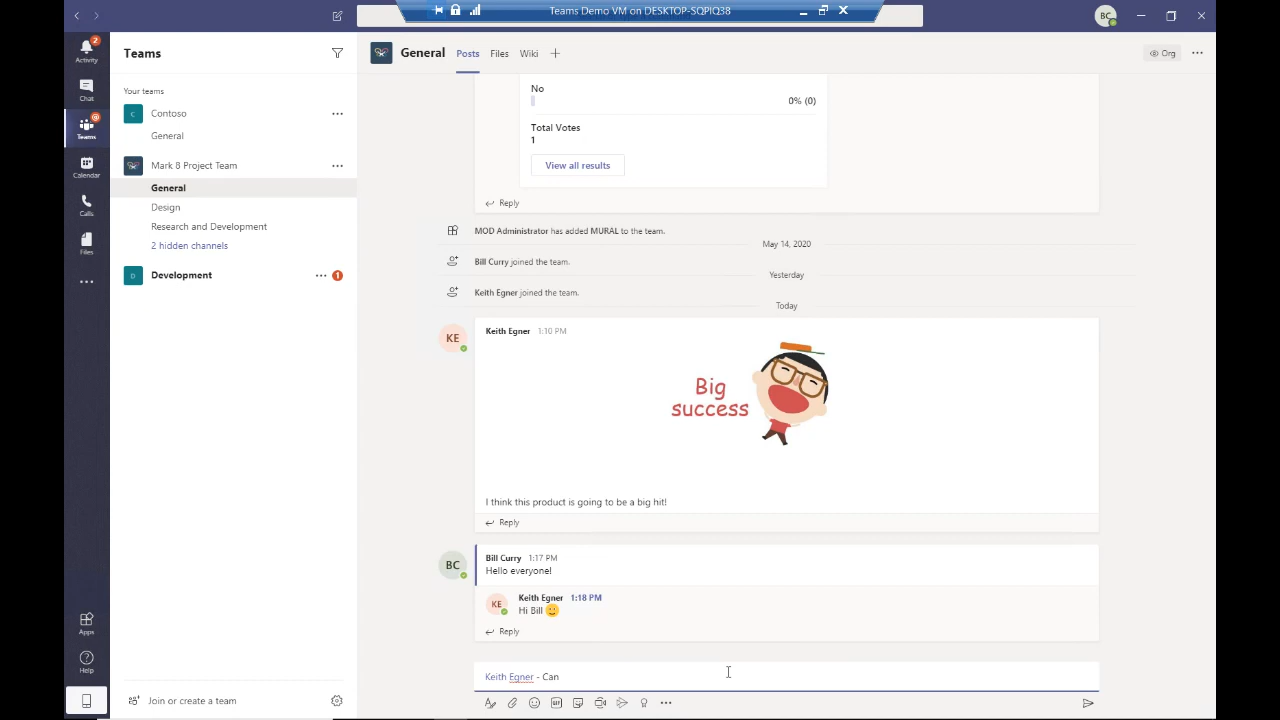 Teams Demo VM on DESKTOP-SQPIQ38
BC
2
Activity
Chat
@
Teams
Calendar
Calls
Files
Apps
Help
Teams
Your teams
C
Contoso
General
Mark 8 Project Team
General
Design
Research and Development
2 hidden channels
D
Development
1
Join or create a team
General
Posts
Files
Wiki
Org
No
0% (0)
Total Votes
1
View all results
Reply
MOD Administrator has added MURAL to the team.
May 14, 2020
Bill Curry joined the team.
Yesterday
Keith Egner joined the team.
Today
KE
Keith Egner 1:10 PM
Big
success
I think this product is going to be a big hit!
Reply
BC
Bill Curry 1:17 PM
Hello everyone!
KE
Keith Egner 1:18 PM
Hi Bill 🙂
Reply
Keith Egner - Can
GIF